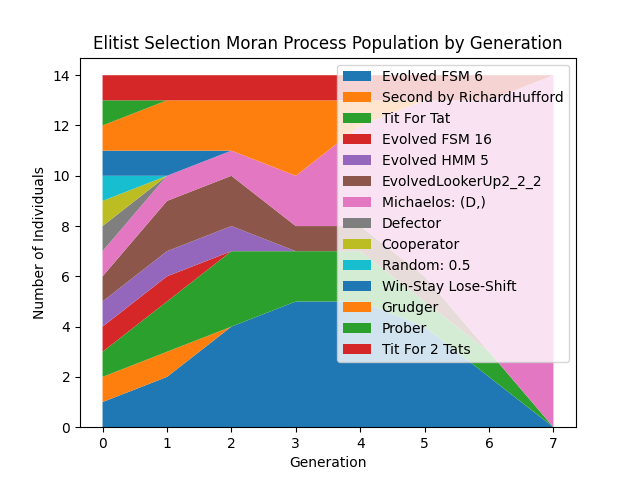 Elitist Selection Moran Process Population by Generation
14
12
10
8
6
4
2
0
Number of Individuals
Evolved FSM 6
Second by RichardHufford
Tit For Tat
Evolved FSM 16
Evolved HMM 5
EvolvedLookerUp2_2_2
Michaelos: (D,)
Defector
Cooperator
Random: 0.5
Win-Stay Lose-Shift
Grudger
Prober
Tit For 2 Tats
0 1 2 3 4 5 6 7
Generation